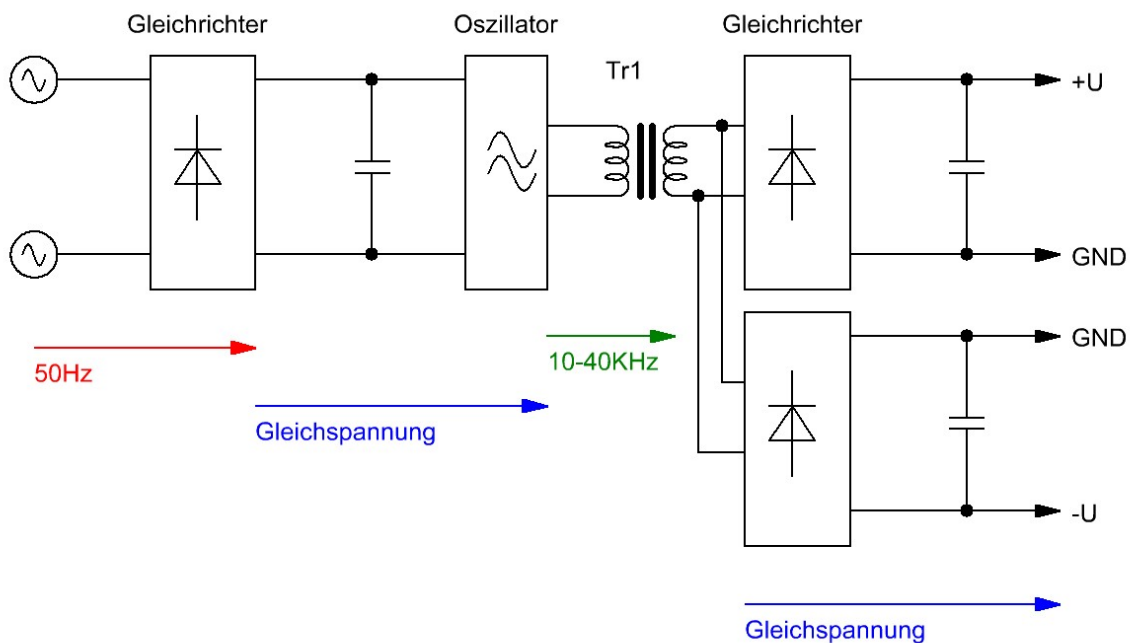 Gleichrichter
Oszillator
Gleichrichter
Tr1
+U
GND
GND
50Hz
10-40KHz
Gleichspannung
-U
Gleichspannung